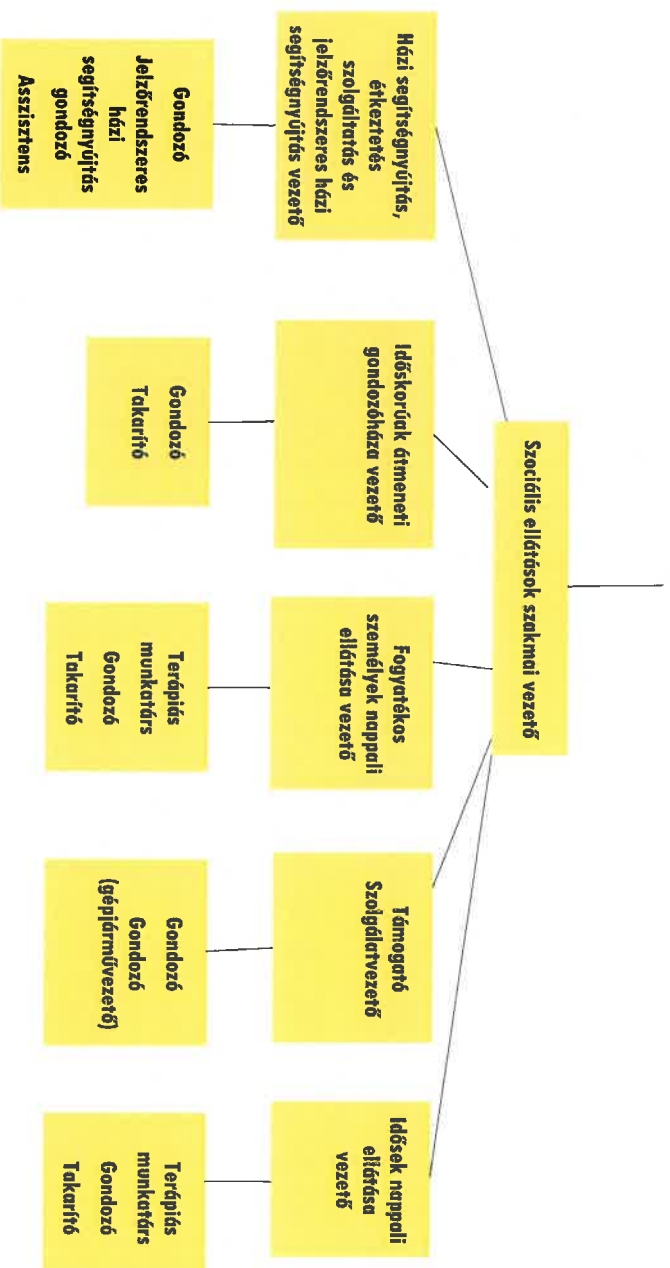 Szociális ellátások szakmai vezető
Házi segítségnyújtás,
étkeztetés
szolgáltatás és
jelzőrendszeres házi
segítségnyújtás vezető
Időskorúak átmeneti
gondozóháza vezető
Fogyatékos
személyek nappali
ellátása vezető
Támogató
Szolgálatvezető
Idősek nappali
ellátása
vezető
Gondozó
Jelzőrendszeres
házi
segítségnyújtás
gondozó
Asszisztens
Gondozó
Takarító
Terápiás
munkatárs
Gondozó
Takarító
Gondozó
Gondozó
(gépjárművezető)
Terápiás
munkatárs
Gondozó
Takarító